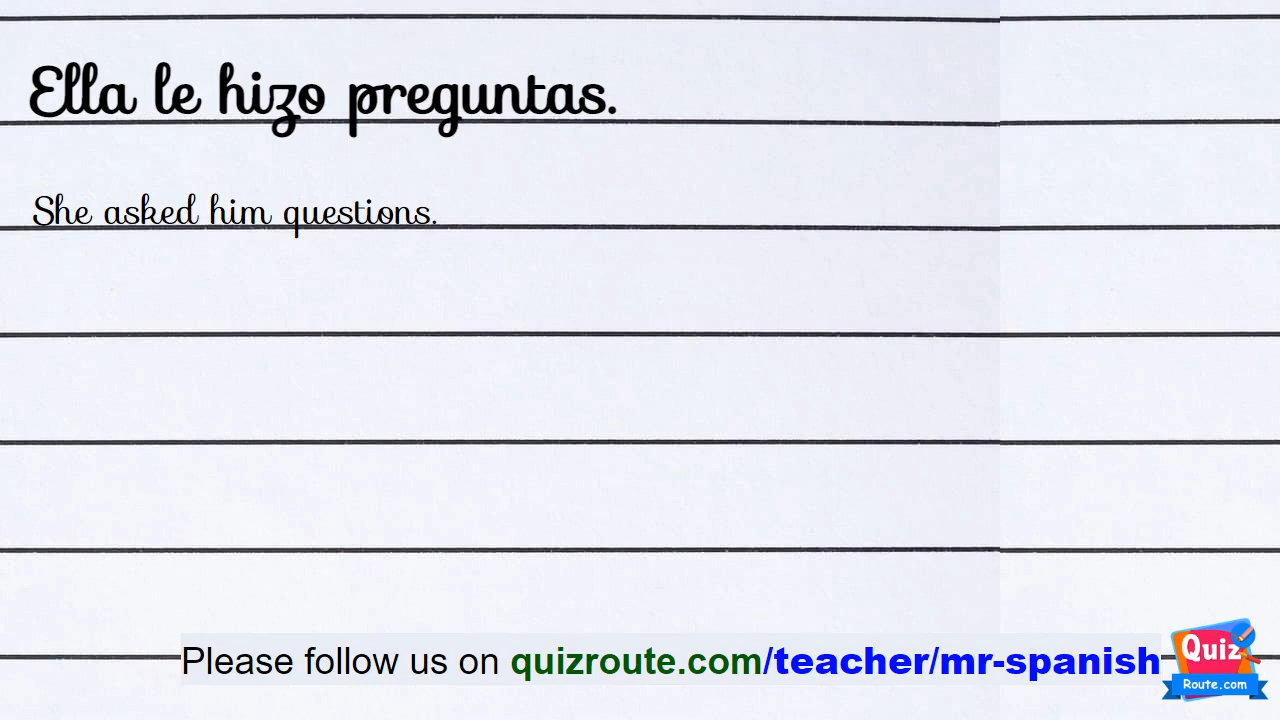 Ella le hizo preguntas.
She asked him questions.
Please follow us on quizroute.com/teacher/mr-spanish
Quiz
Route.com